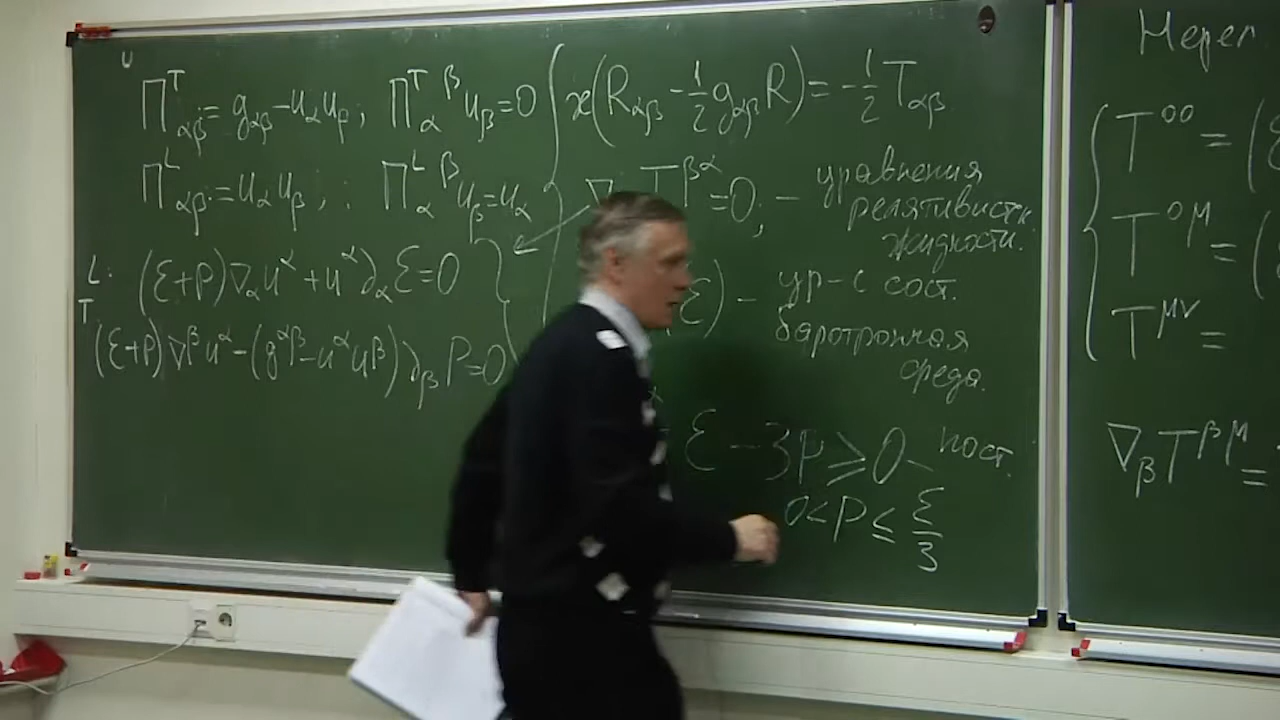 Π^T_{αβ} = g_{αβ} − u_α u_β ; Π^T_α{}^β u_β = 0
Π^L_{αβ} = u_α u_β ; Π^L_α{}^β u_β = u_α
L: (ε+P)∇_α u^α + u^α ∂_α ε = 0
T
(ε+P)∇^β u^α − (g^{αβ} − u^α u^β)∂_β P = 0
ϰ(R_{αβ} − ½ g_{αβ} R) = −½ T_{αβ}
T^{βα} = 0; — уравнения
релятивистк
жидкости.
ε) — ур-е сост.
баротропная
среда.
ε − 3P ⩾ 0 — пост.
0 < P ≤ ε/3
Нерел
T^{00} = (ε
T^{0μ} = (
T^{μν} =
∇_β T^{βμ} =